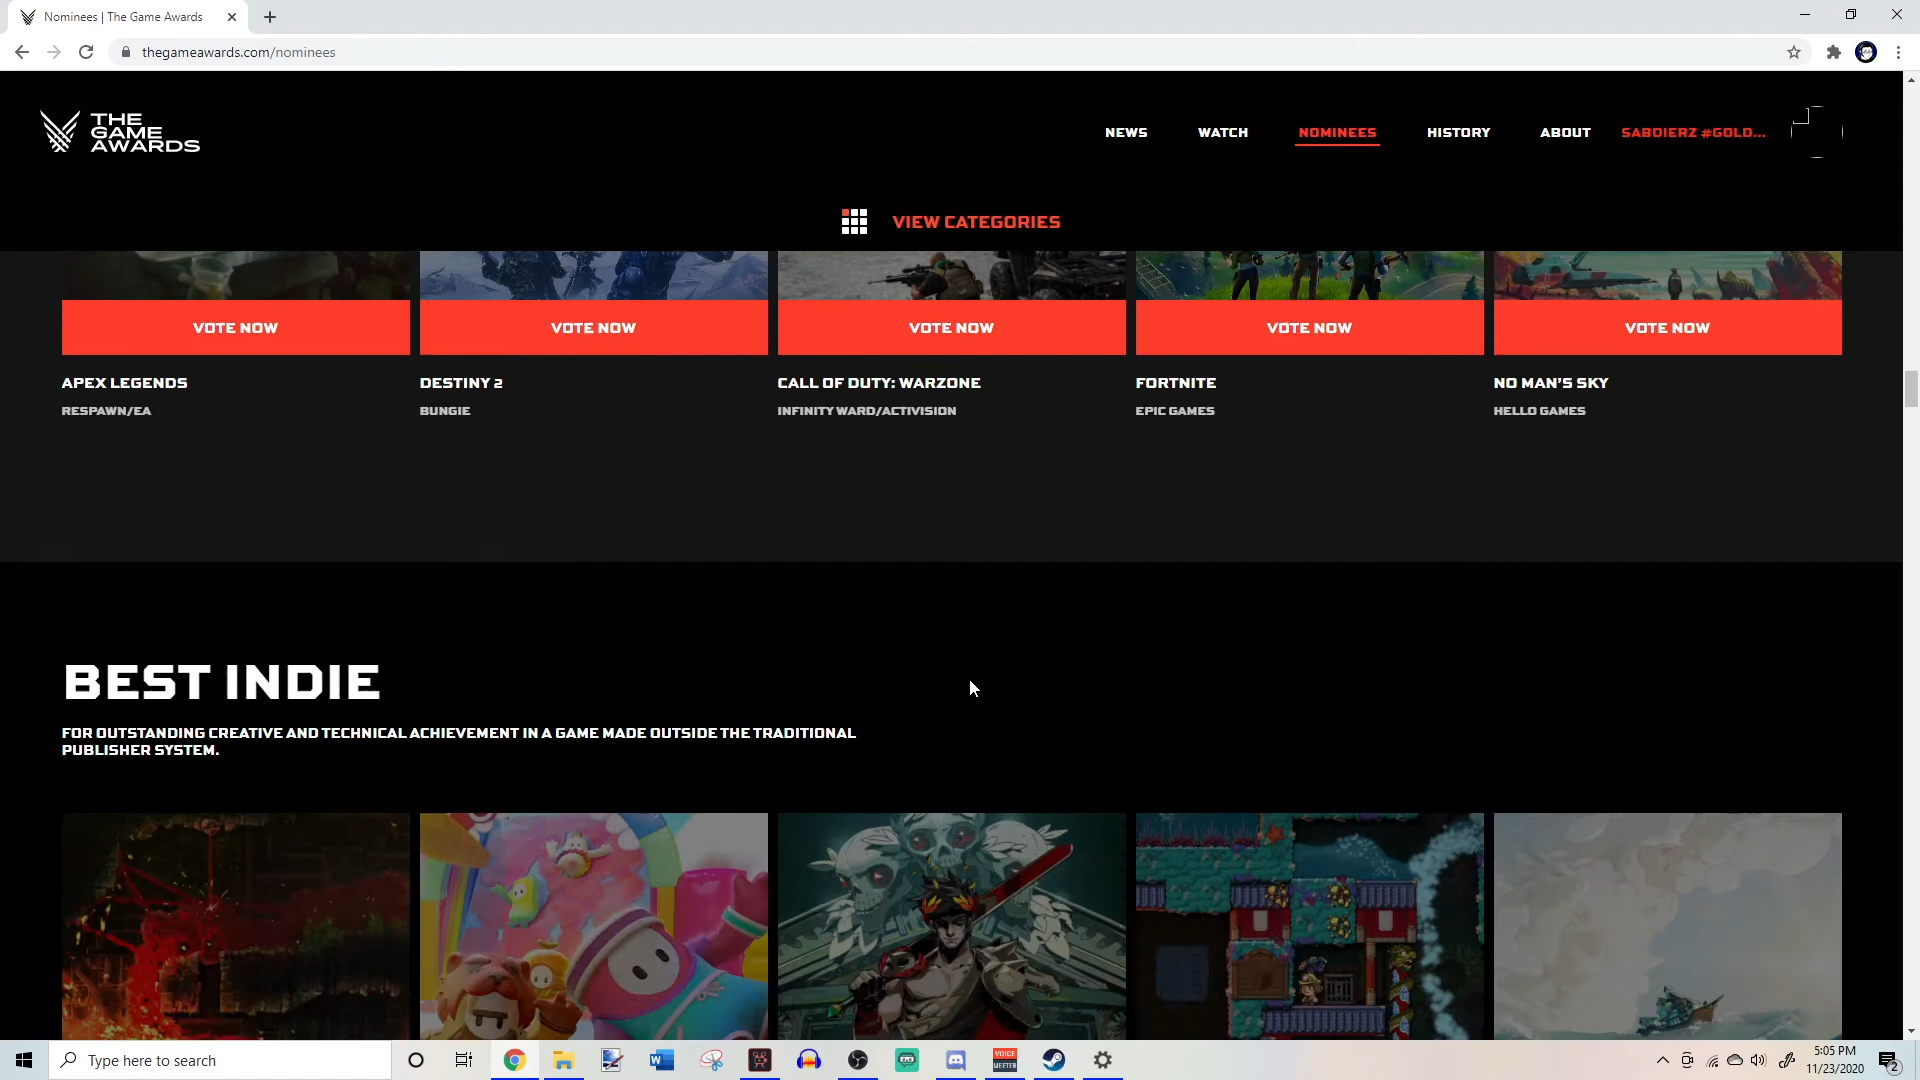 Nominees | The Game Awards
thegameawards.com/nominees
THE
GAME
AWARDS
NEWS WATCH NOMINEES HISTORY ABOUT SABDIERZ #GOLD...
VIEW CATEGORIES
VOTE NOW VOTE NOW VOTE NOW VOTE NOW VOTE NOW
APEX LEGENDS DESTINY 2 CALL OF DUTY: WARZONE FORTNITE NO MAN'S SKY
RESPAWN/EA BUNGIE INFINITY WARD/ACTIVISION EPIC GAMES HELLO GAMES
BEST INDIE
FOR OUTSTANDING CREATIVE AND TECHNICAL ACHIEVEMENT IN A GAME MADE OUTSIDE THE TRADITIONAL
PUBLISHER SYSTEM.
Type here to search
W
VOICE
MEETER
5:05 PM
11/23/2020
2